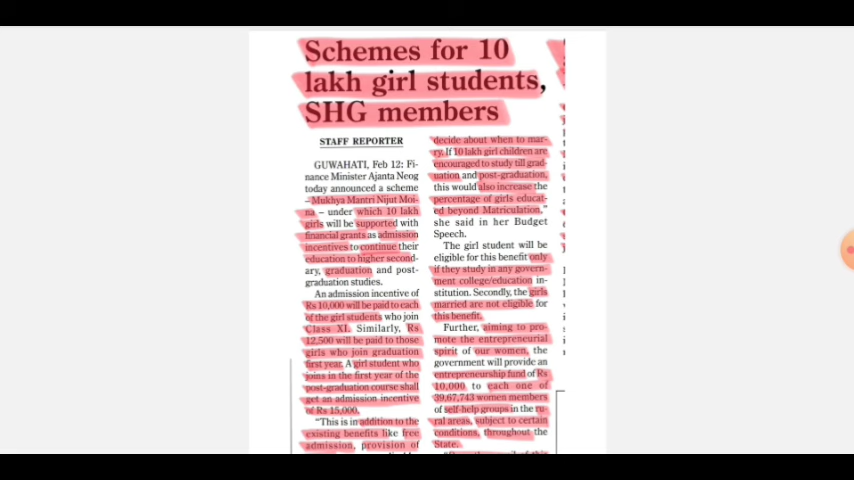 Schemes for 10
lakh girl students,
SHG members
STAFF REPORTER
GUWAHATI, Feb 12: Fi-
nance Minister Ajanta Neog
today announced a scheme
– Mukhya Mantri Nijut Moi-
na – under which 10 lakh
girls will be supported with
financial grants as admission
incentives to continue their
education to higher second-
ary, graduation and post-
graduation studies.
An admission incentive of
Rs 10,000 will be paid to each
of the girl students who join
Class XI. Similarly, Rs
12,500 will be paid to those
girls who join graduation
first year. A girl student who
joins in the first year of the
post-graduation course shall
get an admission incentive
of Rs 15,000.
"This is in addition to the
existing benefits like free
admission, provision of
decide about when to mar-
ry. If 10 lakh girl children are
encouraged to study till grad-
uation and post-graduation,
this would also increase the
percentage of girls educat-
ed beyond Matriculation,"
she said in her Budget
Speech.
The girl student will be
eligible for this benefit only
if they study in any govern-
ment college/education in-
stitution. Secondly, the girls
married are not eligible for
this benefit.
Further, aiming to pro-
mote the entrepreneurial
spirit of our women, the
government will provide an
entrepreneurship fund of Rs
10,000 to each one of
39,67,743 women members
of self-help groups in the ru-
ral areas, subject to certain
conditions, throughout the
State.